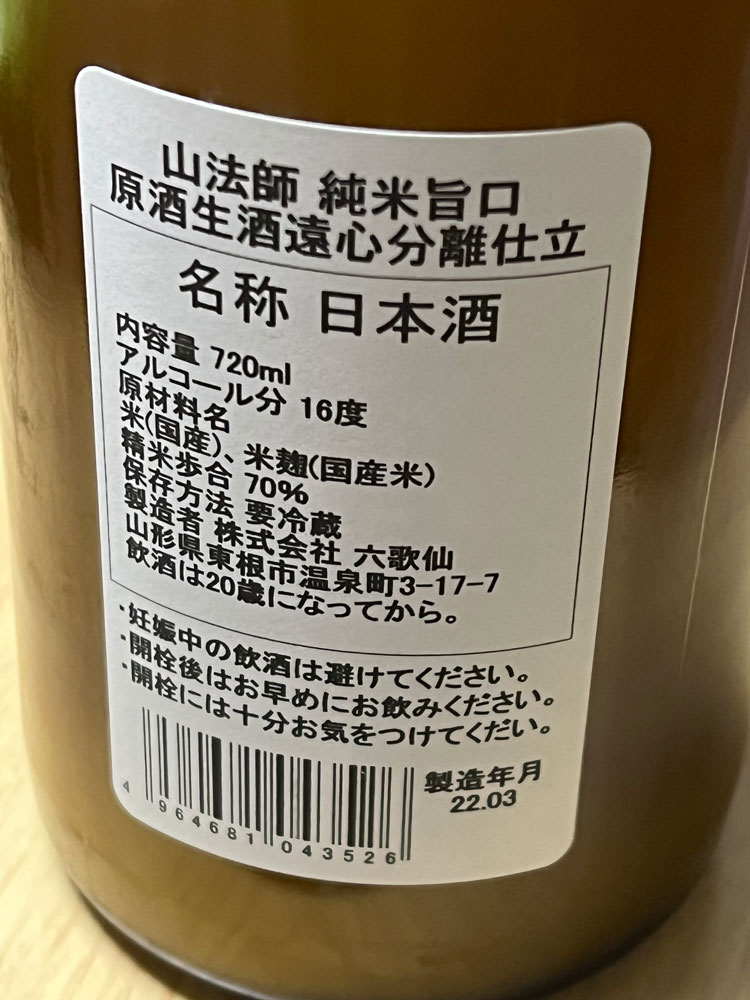 山法師 純米旨口
原酒生酒遠心分離仕立
名称 日本酒
内容量 720ml
アルコール分 16度
原材料名
米(国産)、米麹(国産米)
精米歩合 70%
保存方法 要冷蔵
製造者 株式会社 六歌仙
山形県東根市温泉町3-17-7
飲酒は20歳になってから。
・妊娠中の飲酒は避けてください。
・開栓後はお早めにお飲みください。
・開栓には十分お気をつけてくだい。
製造年月
22.03
4 964681 043526